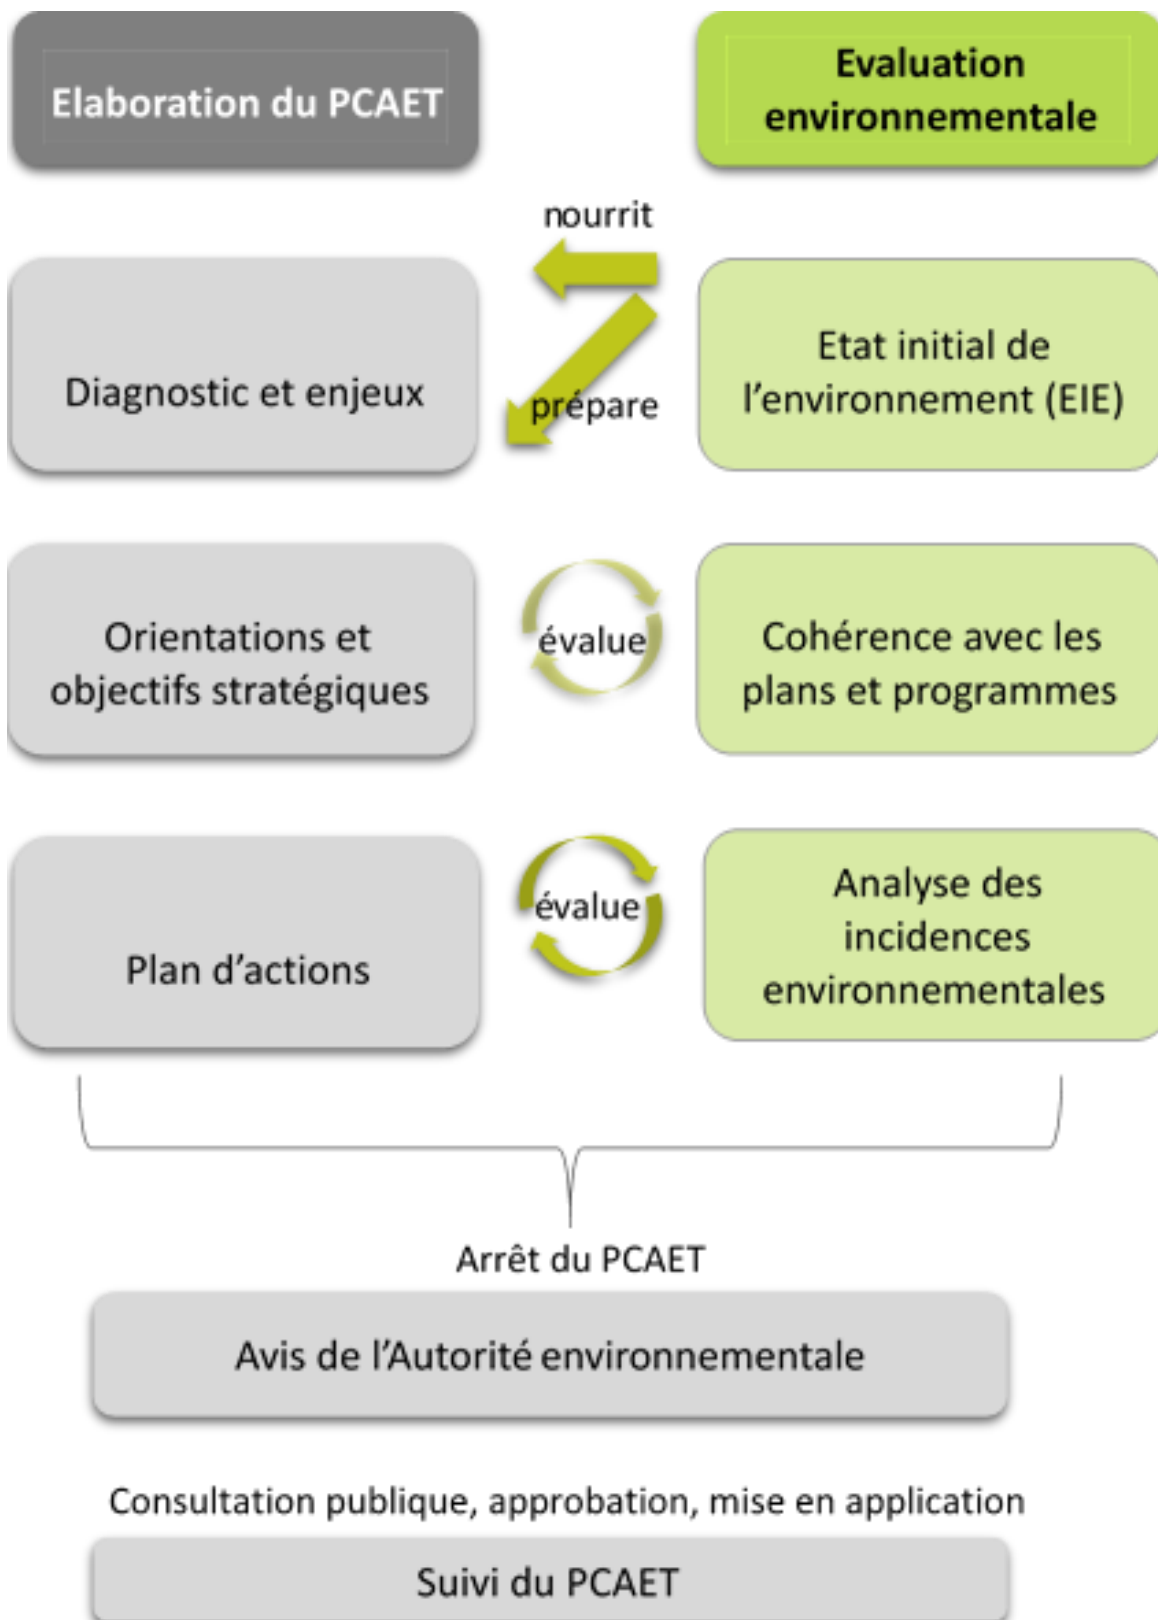 Elaboration du PCAET
Evaluation
environnementale
nourrit
Diagnostic et enjeux
prépare
Etat initial de
l'environnement (EIE)
Orientations et
objectifs stratégiques
évalue
Cohérence avec les
plans et programmes
Plan d'actions
évalue
Analyse des
incidences
environnementales
Arrêt du PCAET
Avis de l'Autorité environnementale
Consultation publique, approbation, mise en application
Suivi du PCAET